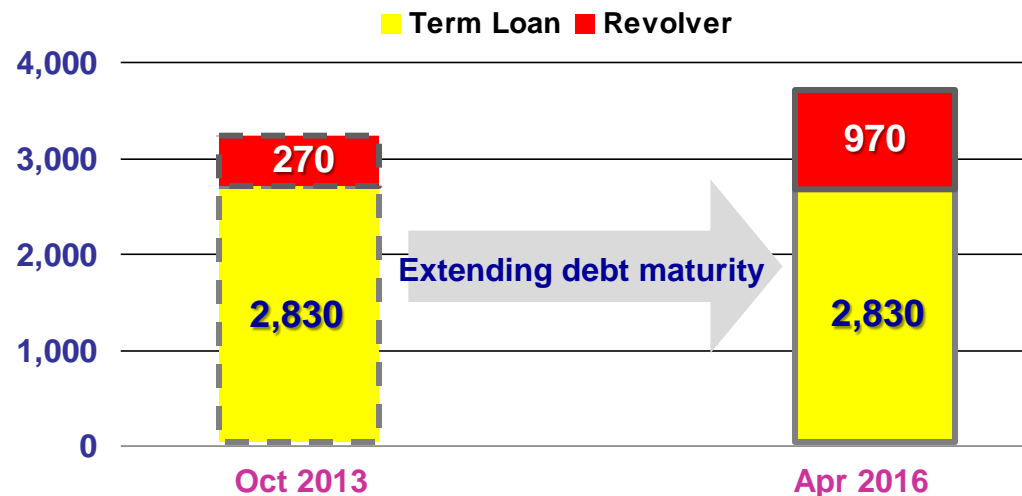 Term Loan Revolver
4,000
3,000
2,000
1,000
0
270
2,830
Extending debt maturity
970
2,830
Oct 2013
Apr 2016